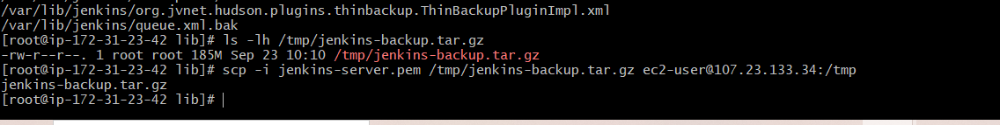 /var/lib/jenkins/org.jvnet.hudson.plugins.thinbackup.ThinBackupPluginImpl.xml
/var/lib/jenkins/queue.xml.bak
[root@ip-172-31-23-42 lib]# ls -lh /tmp/jenkins-backup.tar.gz
-rw-r--r--. 1 root root 185M Sep 23 10:10 /tmp/jenkins-backup.tar.gz
[root@ip-172-31-23-42 lib]# scp -i jenkins-server.pem /tmp/jenkins-backup.tar.gz ec2-user@107.23.133.34:/tmp
jenkins-backup.tar.gz
[root@ip-172-31-23-42 lib]#